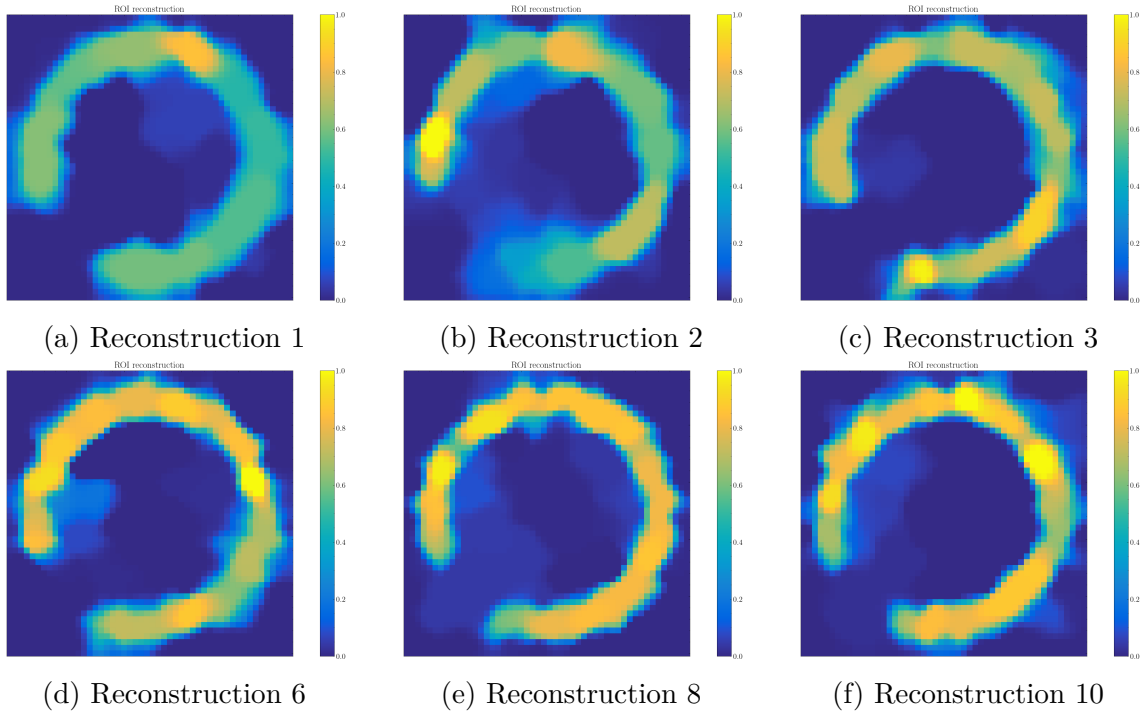 ROI reconstruction ROI reconstruction ROI reconstruction
1.0 1.0 1.0
0.8 0.8 0.8
0.6 0.6 0.6
0.4 0.4 0.4
0.2 0.2 0.2
0.0 0.0 0.0
(a) Reconstruction 1 (b) Reconstruction 2 (c) Reconstruction 3
ROI reconstruction ROI reconstruction ROI reconstruction
1.0 1.0 1.0
0.8 0.8 0.8
0.6 0.6 0.6
0.4 0.4 0.4
0.2 0.2 0.2
0.0 0.0 0.0
(d) Reconstruction 6 (e) Reconstruction 8 (f) Reconstruction 10